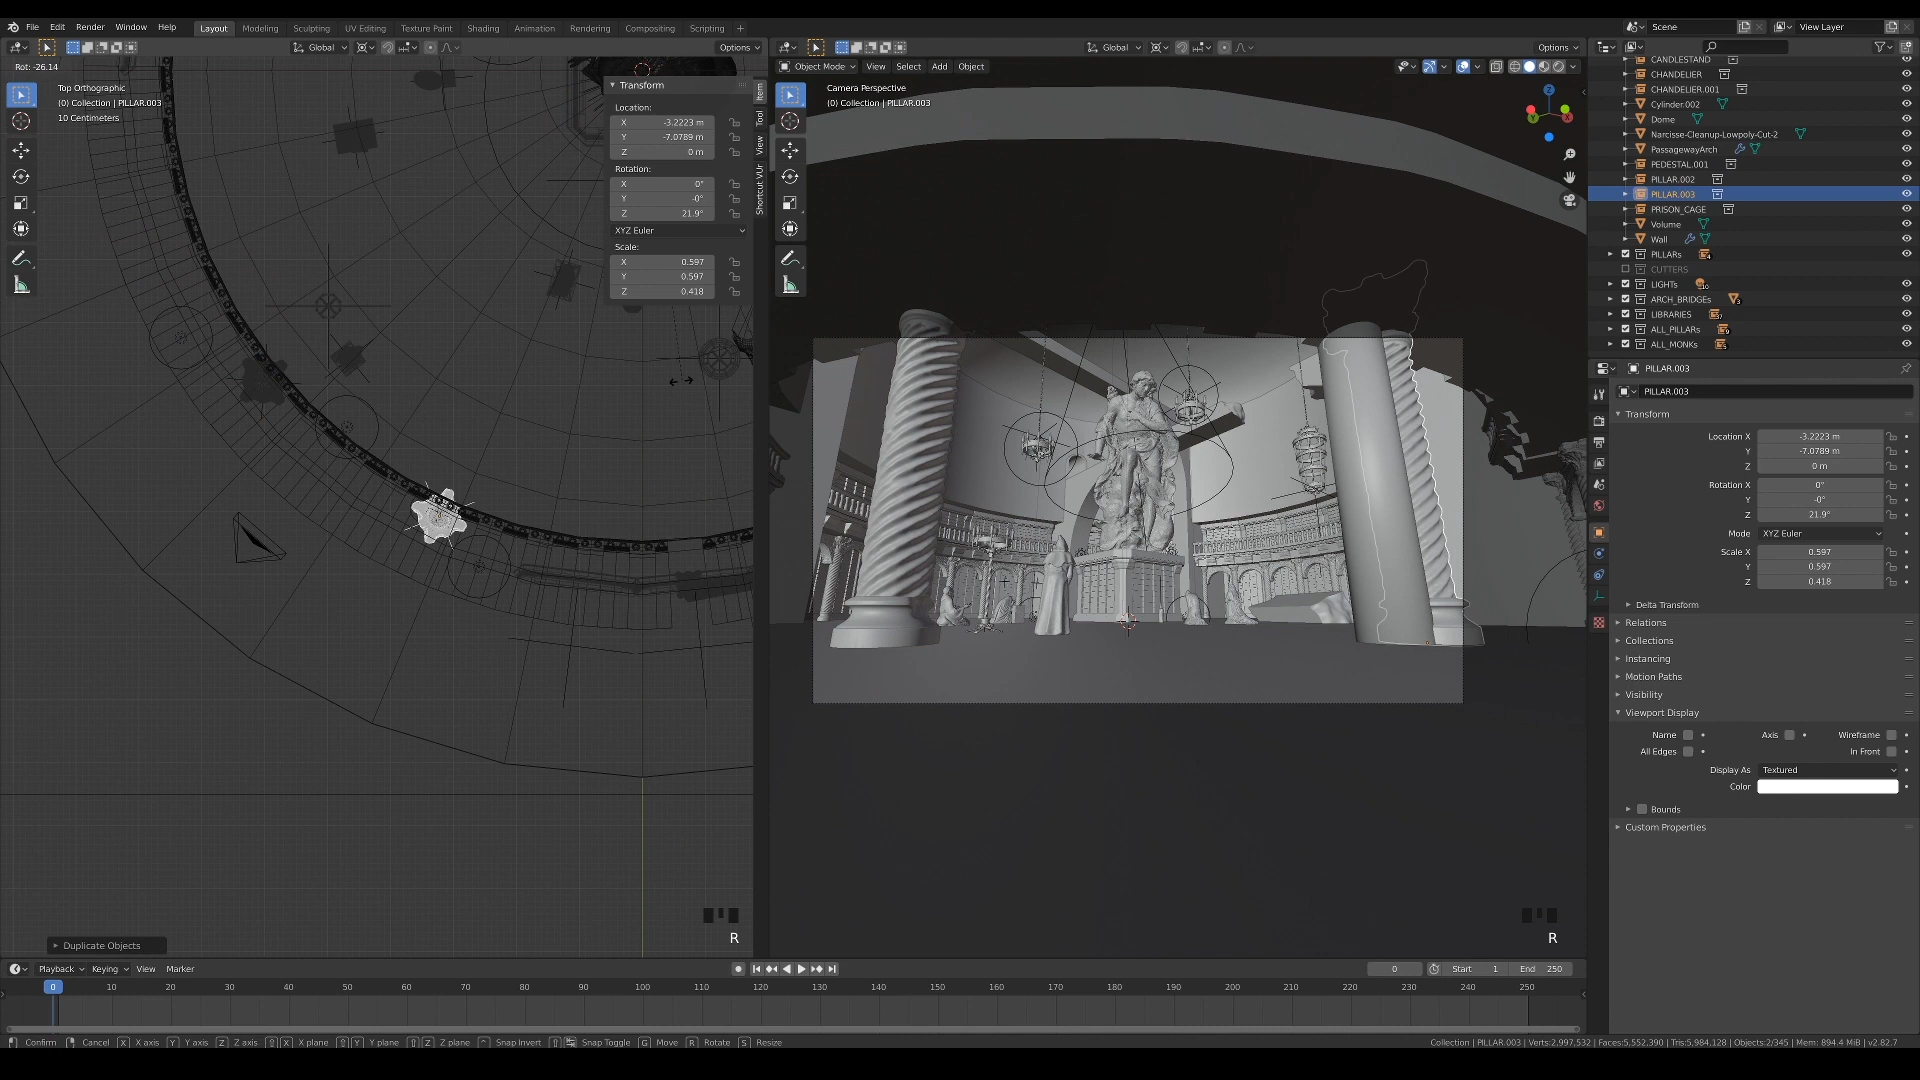 File Edit Render Window Help
Layout Modeling Sculpting UV Editing Texture Paint Shading Animation Rendering Compositing Scripting +
Scene
View Layer
Global
Options
Global
Options
Rot: -26.14
Top Orthographic
(0) Collection | PILLAR.003
10 Centimeters
Transform
Location:
X -3.2223 m
Y -7.0789 m
Z 0 m
Rotation:
X 0°
Y -0°
Z 21.9°
XYZ Euler
Scale:
X 0.597
Y 0.597
Z 0.418
Item
Tool
View
Shortcut VUr
Object Mode View Select Add Object
Camera Perspective
(0) Collection | PILLAR.003
CANDLESTAND
CHANDELIER
CHANDELIER.001
Cylinder.002
Dome
Narcisse-Cleanup-Lowpoly-Cut-2
PassagewayArch
PEDESTAL.001
PILLAR.002
PILLAR.003
PRISON_CAGE
Volume
Wall
PILLARs
CUTTERS
LIGHTs
ARCH_BRIDGEs
LIBRARIES
ALL_PILLARs
ALL_MONKs
PILLAR.003
PILLAR.003
Transform
Location X -3.2223 m
Y -7.0789 m
Z 0 m
Rotation X 0°
Y -0°
Z 21.9°
Mode XYZ Euler
Scale X 0.597
Y 0.597
Z 0.418
Delta Transform
Relations
Collections
Instancing
Motion Paths
Visibility
Viewport Display
Name Axis Wireframe
All Edges In Front
Display As Textured
Color
Bounds
Custom Properties
R
R
Duplicate Objects
Playback Keying View Marker
0 Start 1 End 250
0 10 20 30 40 50 60 70 80 90 100 110 120 130 140 150 160 170 180 190 200 210 220 230 240 250
Confirm Cancel X X axis Y Y axis Z Z axis X X plane Y Y plane Z Z plane Snap Invert Snap Toggle G Move R Rotate S Resize
Collection | PILLAR.003 | Verts:2,997,532 | Faces:5,552,390 | Tris:5,984,128 | Objects:2/345 | Mem: 894.4 MiB | v2.82.7